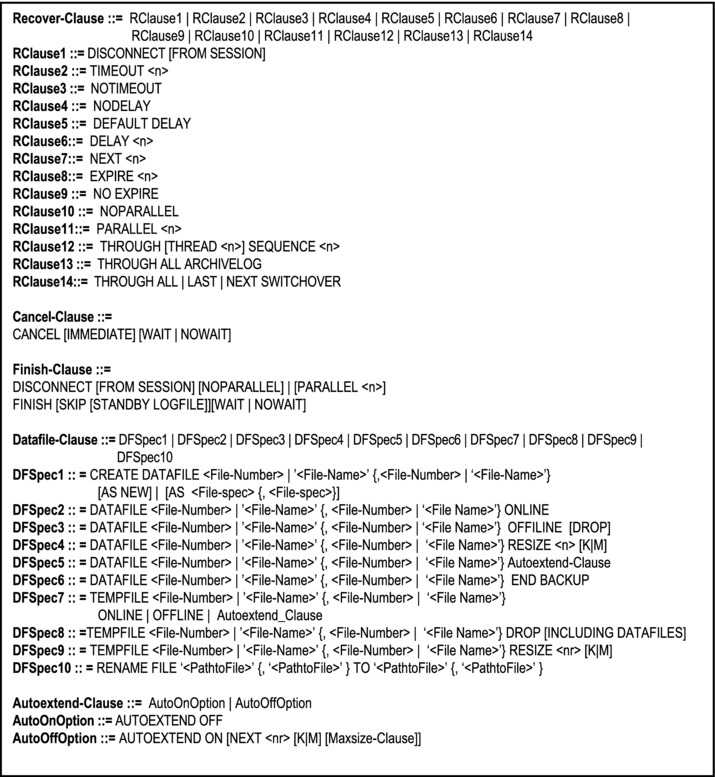 Recover-Clause ::= RClause1 | RClause2 | RClause3 | RClause4 | RClause5 | RClause6 | RClause7 | RClause8 |
RClause9 | RClause10 | RClause11 | RClause12 | RClause13 | RClause14
RClause1 ::= DISCONNECT [FROM SESSION]
RClause2 ::= TIMEOUT <n>
RClause3 ::= NOTIMEOUT
RClause4 ::= NODELAY
RClause5 ::= DEFAULT DELAY
RClause6::= DELAY <n>
RClause7::= NEXT <n>
RClause8::= EXPIRE <n>
RClause9 ::= NO EXPIRE
RClause10 ::= NOPARALLEL
RClause11::= PARALLEL <n>
RClause12 ::= THROUGH [THREAD <n>] SEQUENCE <n>
RClause13 ::= THROUGH ALL ARCHIVELOG
RClause14::= THROUGH ALL | LAST | NEXT SWITCHOVER
Cancel-Clause ::=
CANCEL [IMMEDIATE] [WAIT | NOWAIT]
Finish-Clause ::=
DISCONNECT [FROM SESSION] [NOPARALLEL] | [PARALLEL <n>]
FINISH [SKIP [STANDBY LOGFILE]][WAIT | NOWAIT]
Datafile-Clause ::= DFSpec1 | DFSpec2 | DFSpec3 | DFSpec4 | DFSpec5 | DFSpec6 | DFSpec7 | DFSpec8 | DFSpec9 |
DFSpec10
DFSpec1 :: = CREATE DATAFILE <File-Number> | '<File-Name>' {,<File-Number> | '<File-Name>'}
[AS NEW] | [AS <File-spec> {, <File-spec>}]
DFSpec2 :: = DATAFILE <File-Number> | '<File-Name>' {, <File-Number> | '<File Name>'} ONLINE
DFSpec3 :: = DATAFILE <File-Number> | '<File-Name>' {, <File-Number> | '<File Name>'} OFFILINE [DROP]
DFSpec4 :: = DATAFILE <File-Number> | '<File-Name>' {, <File-Number> | '<File Name>'} RESIZE <n> [K|M]
DFSpec5 :: = DATAFILE <File-Number> | '<File-Name>' {, <File-Number> | '<File Name>'} Autoextend-Clause
DFSpec6 :: = DATAFILE <File-Number> | '<File-Name>' {, <File-Number> | '<File Name>'} END BACKUP
DFSpec7 :: = TEMPFILE <File-Number> | '<File-Name>' {, <File-Number> | '<File Name>'}
ONLINE | OFFLINE | Autoextend_Clause
DFSpec8 :: =TEMPFILE <File-Number> | '<File-Name>' {, <File-Number> | '<File Name>'} DROP [INCLUDING DATAFILES]
DFSpec9 :: = TEMPFILE <File-Number> | '<File-Name>' {, <File-Number> | '<File Name>'} RESIZE <nr> [K|M]
DFSpec10 :: = RENAME FILE '<PathtoFile>' {, '<PathtoFile>' } TO '<PathtoFile>' {, '<PathtoFile>' }
Autoextend-Clause ::= AutoOnOption | AutoOffOption
AutoOnOption ::= AUTOEXTEND OFF
AutoOffOption ::= AUTOEXTEND ON [NEXT <nr> [K|M] [Maxsize-Clause]]